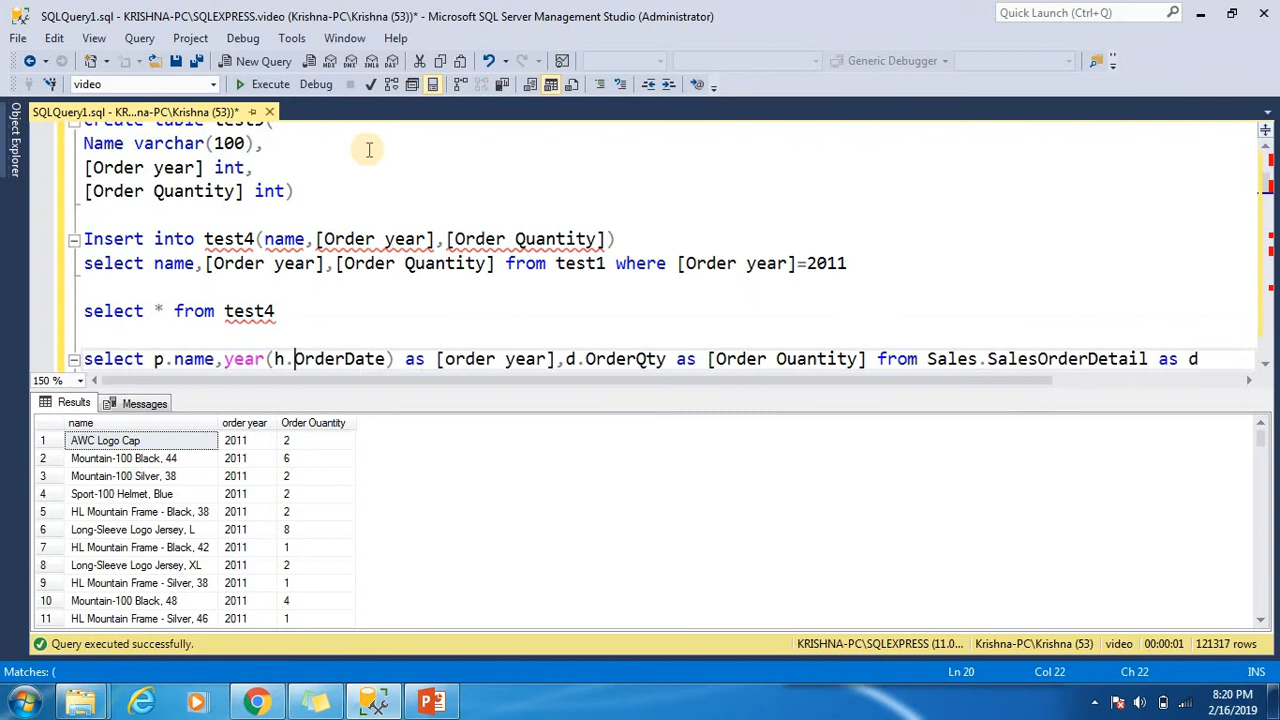 SQLQuery1.sql - KRISHNA-PC\SQLEXPRESS.video (Krishna-PC\Krishna (53))* - Microsoft SQL Server Management Studio (Administrator)
Quick Launch (Ctrl+Q)
File Edit View Query Project Debug Tools Window Help
New Query
Generic Debugger
video
Execute Debug
Object Explorer
SQLQuery1.sql - KR...na-PC\Krishna (53))*
Name varchar(100),
[Order year] int,
[Order Quantity] int)
Insert into test4(name,[Order year],[Order Quantity])
select name,[Order year],[Order Quantity] from test1 where [Order year]=2011
select * from test4
select p.name,year(h.OrderDate) as [order year],d.OrderQty as [Order Ouantity] from Sales.SalesOrderDetail as d
150 %
Results Messages
name order year Order Ouantity
1 AWC Logo Cap 2011 2
2 Mountain-100 Black, 44 2011 6
3 Mountain-100 Silver, 38 2011 2
4 Sport-100 Helmet, Blue 2011 2
5 HL Mountain Frame - Black, 38 2011 2
6 Long-Sleeve Logo Jersey, L 2011 8
7 HL Mountain Frame - Black, 42 2011 1
8 Long-Sleeve Logo Jersey, XL 2011 2
9 HL Mountain Frame - Silver, 38 2011 1
10 Mountain-100 Black, 48 2011 4
11 HL Mountain Frame - Silver, 46 2011 1
Query executed successfully. KRISHNA-PC\SQLEXPRESS (11.0... Krishna-PC\Krishna (53) video 00:00:01 121317 rows
Matches: ( Ln 20 Col 22 Ch 22 INS
8:20 PM
2/16/2019